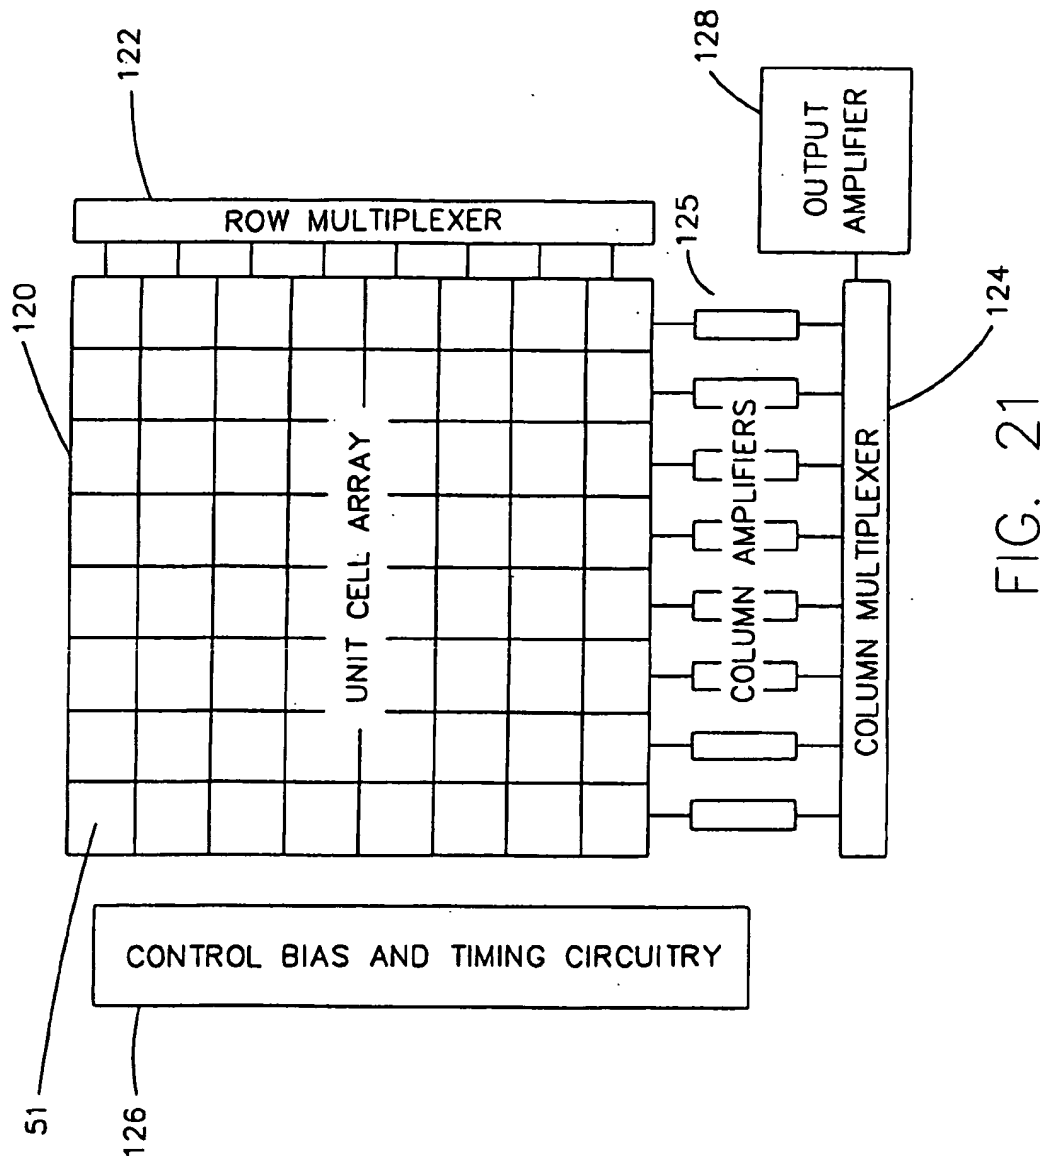 51
120
122
126
CONTROL BIAS AND TIMING CIRCUITRY
UNIT CELL ARRAY
ROW MULTIPLEXER
125
COLUMN AMPLIFIERS
128
OUTPUT
AMPLIFIER
COLUMN MULTIPLEXER
124
FIG. 21